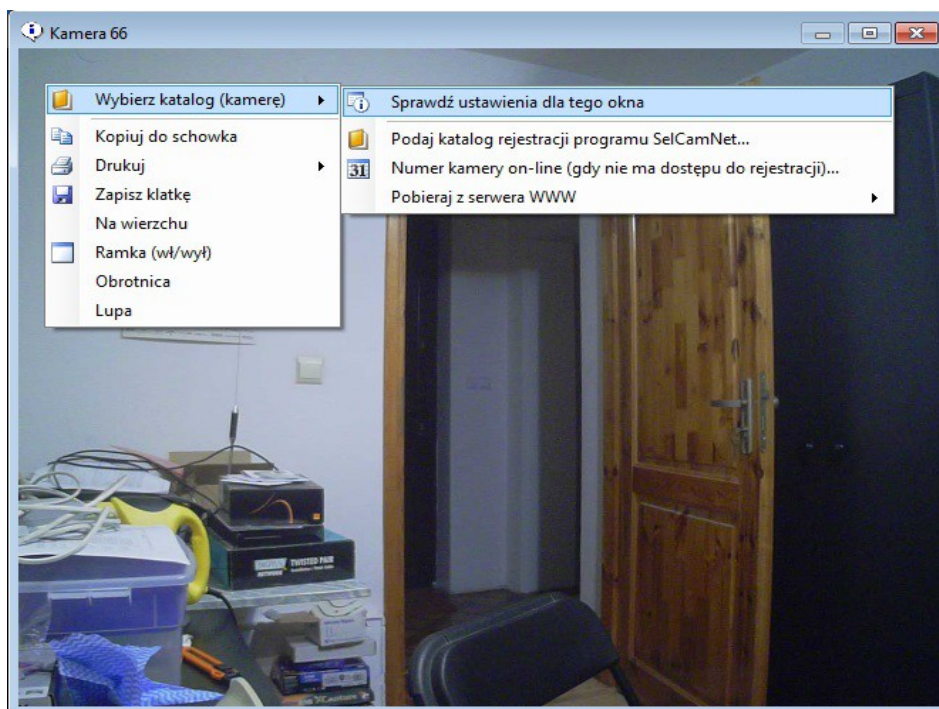 Kamera 66
Wybierz katalog (kamerę)
Kopiuj do schowka
Drukuj
Zapisz klatkę
Na wierzchu
Ramka (wł/wył)
Obrotnica
Lupa
Sprawdź ustawienia dla tego okna
Podaj katalog rejestracji programu SelCamNet...
31 Numer kamery on-line (gdy nie ma dostępu do rejestracji)...
Pobieraj z serwera WWW
TWISTED PAIR